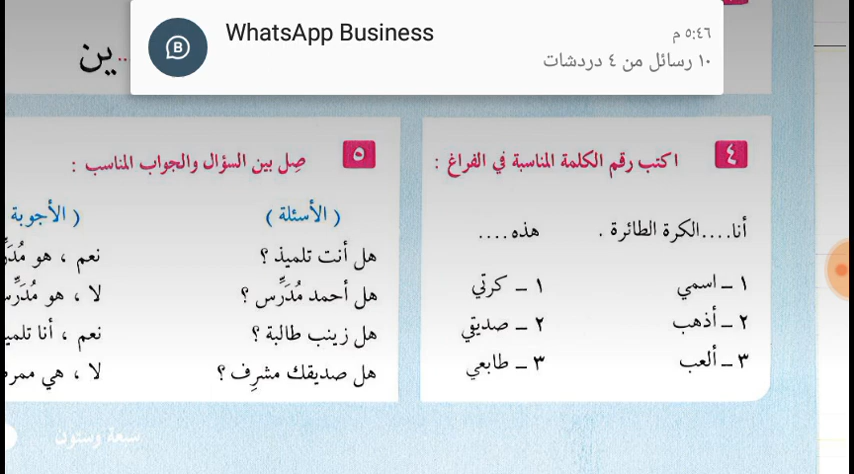 WhatsApp Business
٥:٤٦ م
١٠ رسائل من ٤ دردشات
..ين
٤ اكتب رقم الكلمة المناسبة في الفراغ :
أنا....الكرة الطائرة . هذه ....
١ – اسمي ١ – كرتي
٢ – أذهب ٢ – صديقي
٣ – ألعب ٣ – طابعي
٥ صِل بين السؤال والجواب المناسب :
( الأسئلة ) ( الأجوبة
هل أنت تلميذ ؟ نعم ، هو
هل أحمد مُدَرِّس ؟ لا ، هو
هل زينب طالبة ؟ نعم ، أنا
هل صديقك مشرِف ؟ لا ، هي
سبعة وستون